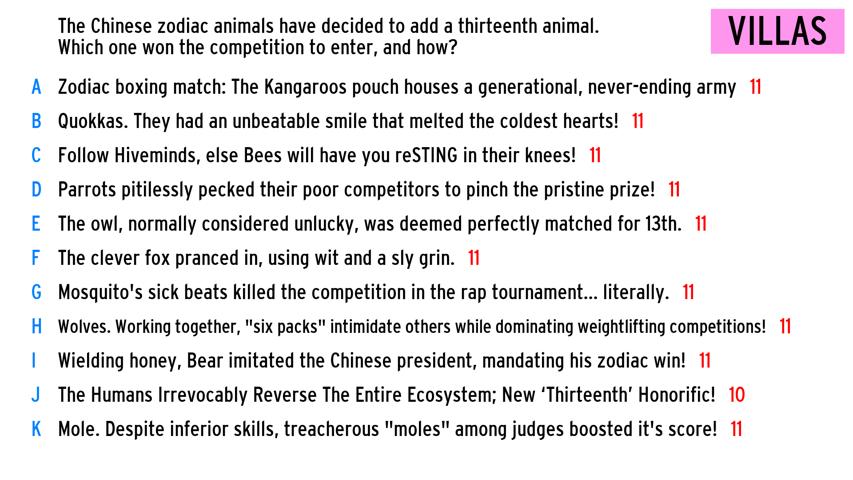 The Chinese zodiac animals have decided to add a thirteenth animal.
Which one won the competition to enter, and how?
VILLAS
A Zodiac boxing match: The Kangaroos pouch houses a generational, never-ending army 11
B Quokkas. They had an unbeatable smile that melted the coldest hearts! 11
C Follow Hiveminds, else Bees will have you reSTING in their knees! 11
D Parrots pitilessly pecked their poor competitors to pinch the pristine prize! 11
E The owl, normally considered unlucky, was deemed perfectly matched for 13th. 11
F The clever fox pranced in, using wit and a sly grin. 11
G Mosquito's sick beats killed the competition in the rap tournament... literally. 11
H Wolves. Working together, "six packs" intimidate others while dominating weightlifting competitions! 11
I Wielding honey, Bear imitated the Chinese president, mandating his zodiac win! 11
J The Humans Irrevocably Reverse The Entire Ecosystem; New ‘Thirteenth’ Honorific! 10
K Mole. Despite inferior skills, treacherous "moles" among judges boosted it's score! 11